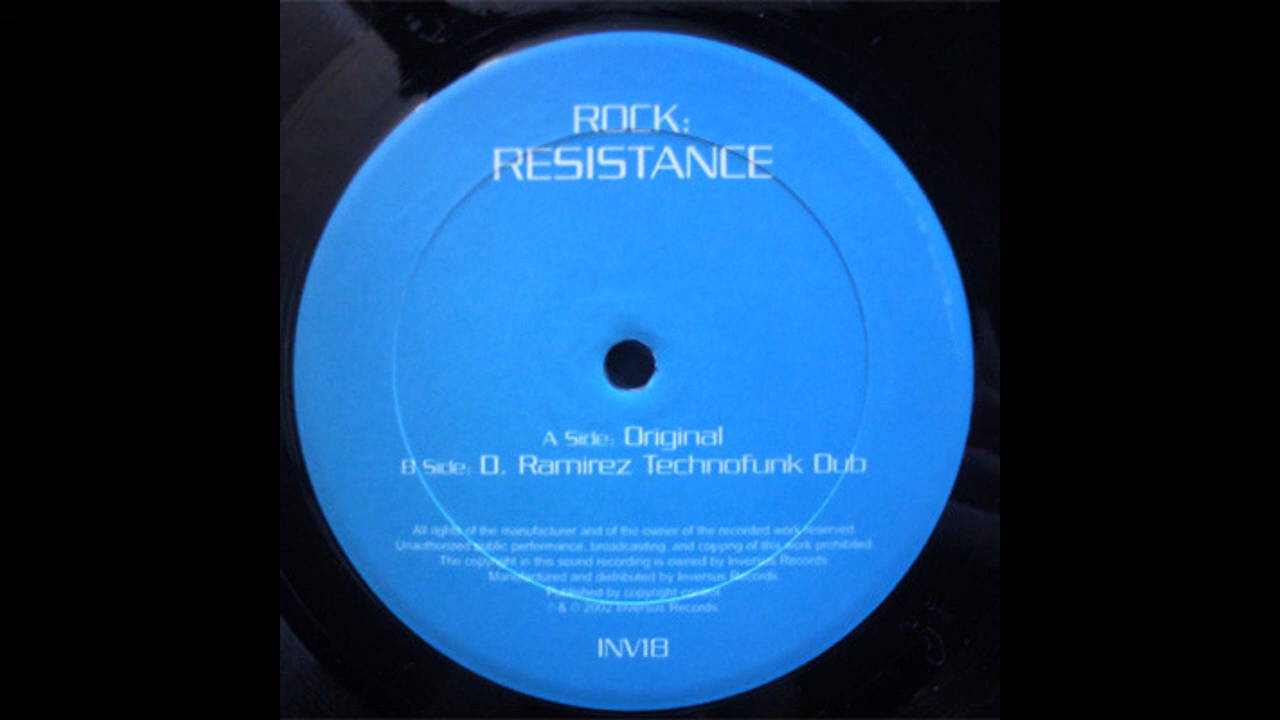 ROCK:
RESISTANCE
A Side: Original
B Side: D. Ramirez Technofunk Dub
All rights of the manufacturer and of the owner of the recorded work reserved.
Unauthorized public performance, broadcasting, and copying of this work prohibited.
The copyright in this sound recording is owned by Inversus Records.
Manufactured and distributed by Inversus Records.
Published by copyright control
& © 2002 Inversus Records.
INV18